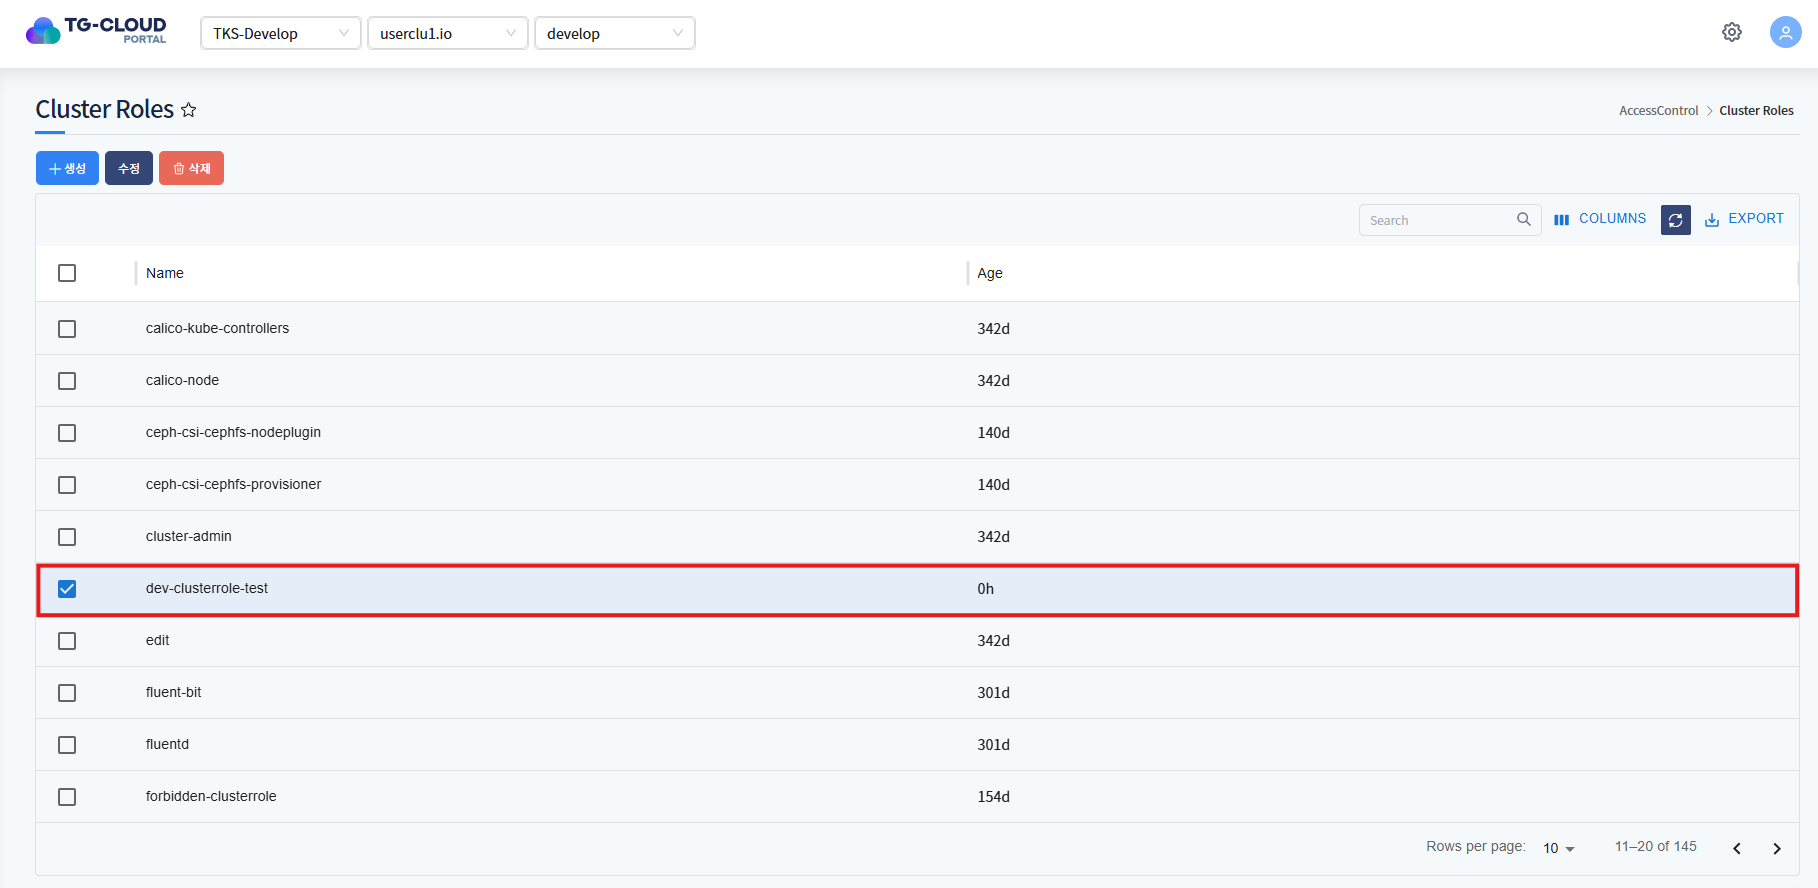 TG-CLOUD
PORTAL
TKS-Develop
userclu1.io
develop
Cluster Roles
AccessControl > Cluster Roles
생성
수정
삭제
Search
COLUMNS
EXPORT
Name Age
calico-kube-controllers 342d
calico-node 342d
ceph-csi-cephfs-nodeplugin 140d
ceph-csi-cephfs-provisioner 140d
cluster-admin 342d
dev-clusterrole-test 0h
edit 342d
fluent-bit 301d
fluentd 301d
forbidden-clusterrole 154d
Rows per page: 10 11–20 of 145